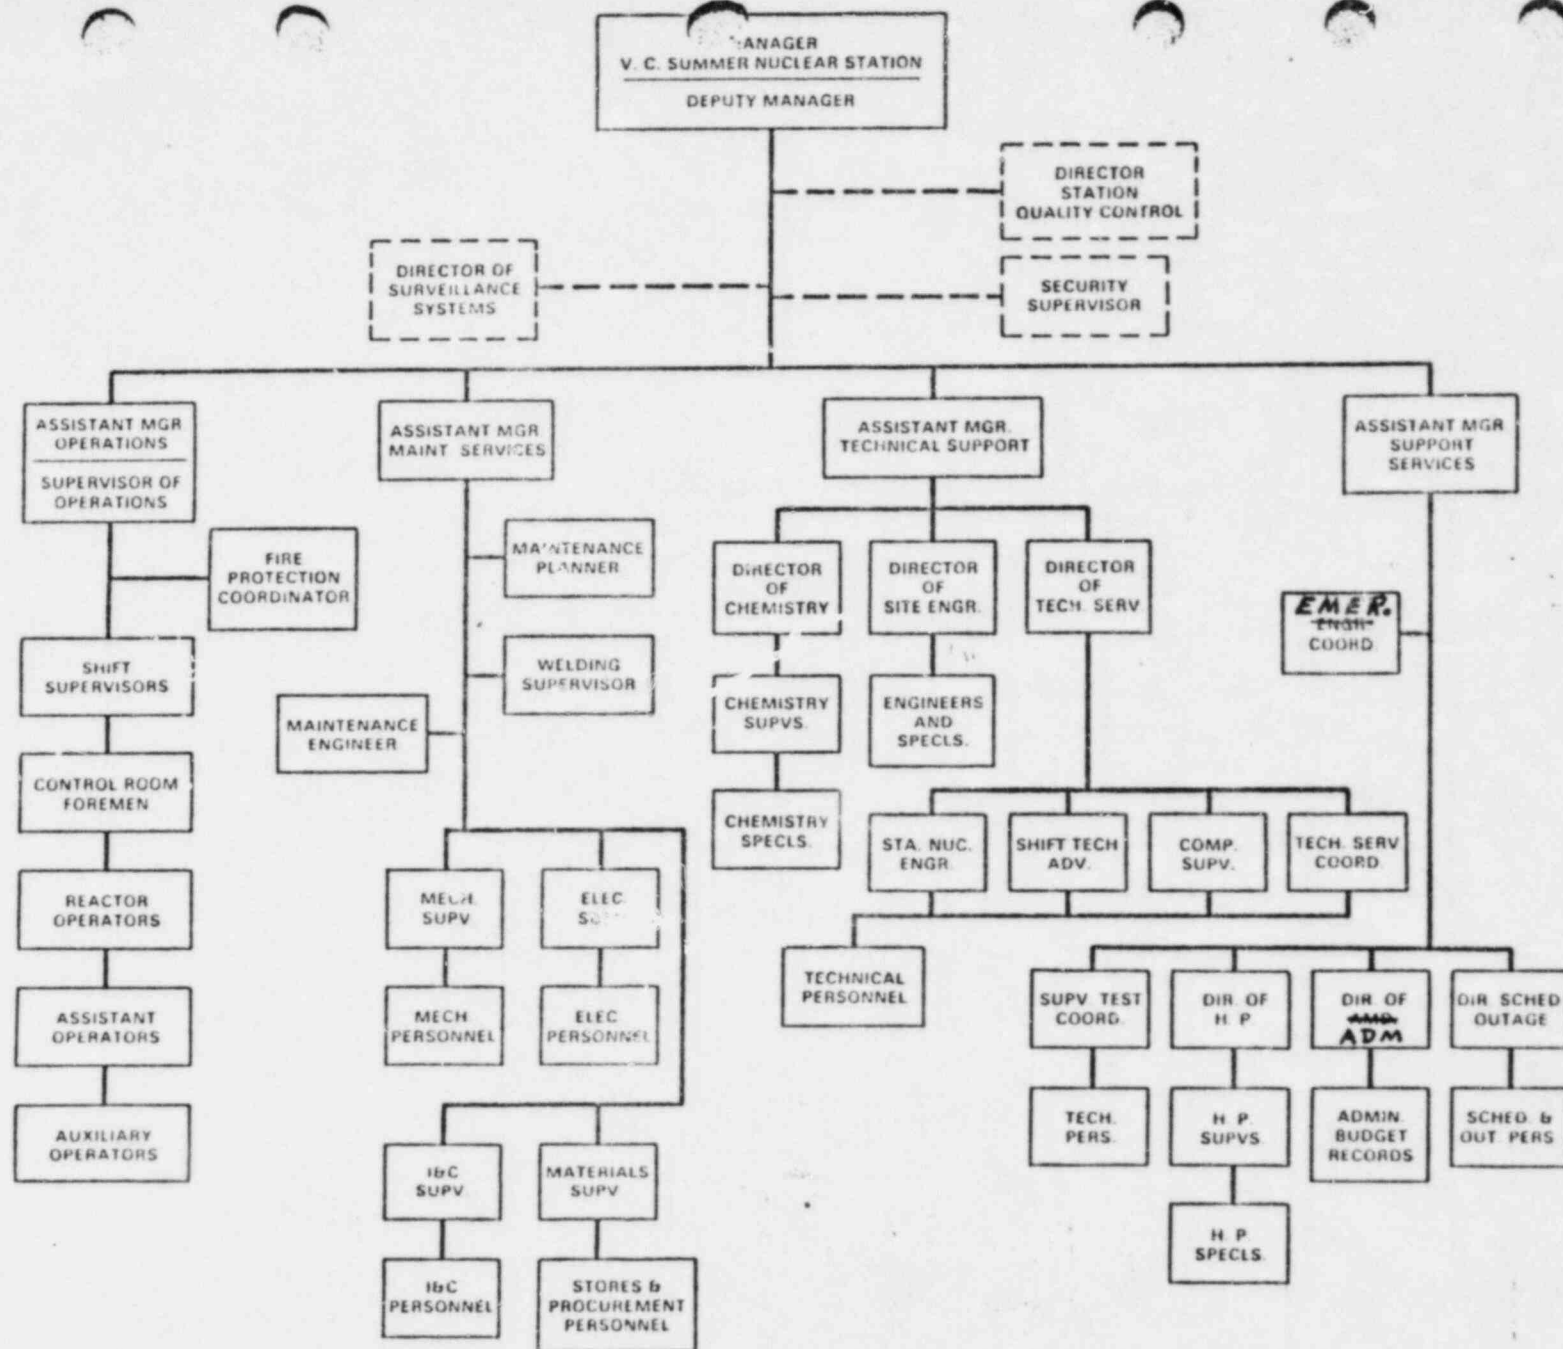 V. C. SUMMER NUCLEAR STATION
DEPUTY MANAGER
DIRECTOR
STATION
QUALITY CONTROL
DIRECTOR OF
SURVEILLANCE
SYSTEMS
SECURITY
SUPERVISOR
ASSISTANT MGR
OPERATIONS
SUPERVISOR OF
OPERATIONS
ASSISTANT MGR
MAINT. SERVICES
ASSISTANT MGR.
TECHNICAL SUPPORT
ASSISTANT MGR
SUPPORT
SERVICES
FIRE
PROTECTION
COORDINATOR
MAINTENANCE
PLANNER
DIRECTOR
OF
CHEMISTRY
DIRECTOR
OF
SITE ENGR.
DIRECTOR
OF
TECH. SERV
EMER.
ENGR
COORD.
SHIFT
SUPERVISORS
WELDING
SUPERVISOR
MAINTENANCE
ENGINEER
CHEMISTRY
SUPVS.
ENGINEERS
AND
SPECLS.
CONTROL ROOM
FOREMEN
CHEMISTRY
SPECLS.
STA. NUC.
ENGR.
SHIFT TECH
ADV.
COMP.
SUPV.
TECH. SERV
COORD.
REACTOR
OPERATORS
MECH.
SUPV
ELEC.
TECHNICAL
PERSONNEL
SUPV TEST
COORD.
DIR. OF
H. P.
DIR. OF
AMD.
ADM
DIR. SCHED
OUTAGE
ASSISTANT
OPERATORS
MECH.
PERSONNEL
ELEC.
PERSONNEL
TECH.
PERS.
H. P.
SUPVS.
ADMIN.
BUDGET
RECORDS
SCHED. &
OUT. PERS
AUXILIARY
OPERATORS
I&C
SUPV.
MATERIALS
SUPV
H. P.
SPECLS.
I&C
PERSONNEL
STORES &
PROCUREMENT
PERSONNEL